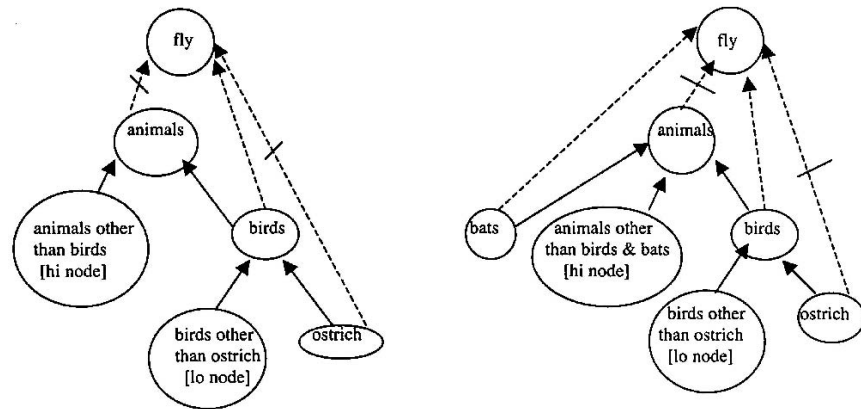 fly
animals
animals other
than birds
[hi node]
birds
birds other
than ostrich
[lo node]
ostrich
fly
animals
bats
animals other
than birds & bats
[hi node]
birds
birds other
than ostrich
[lo node]
ostrich